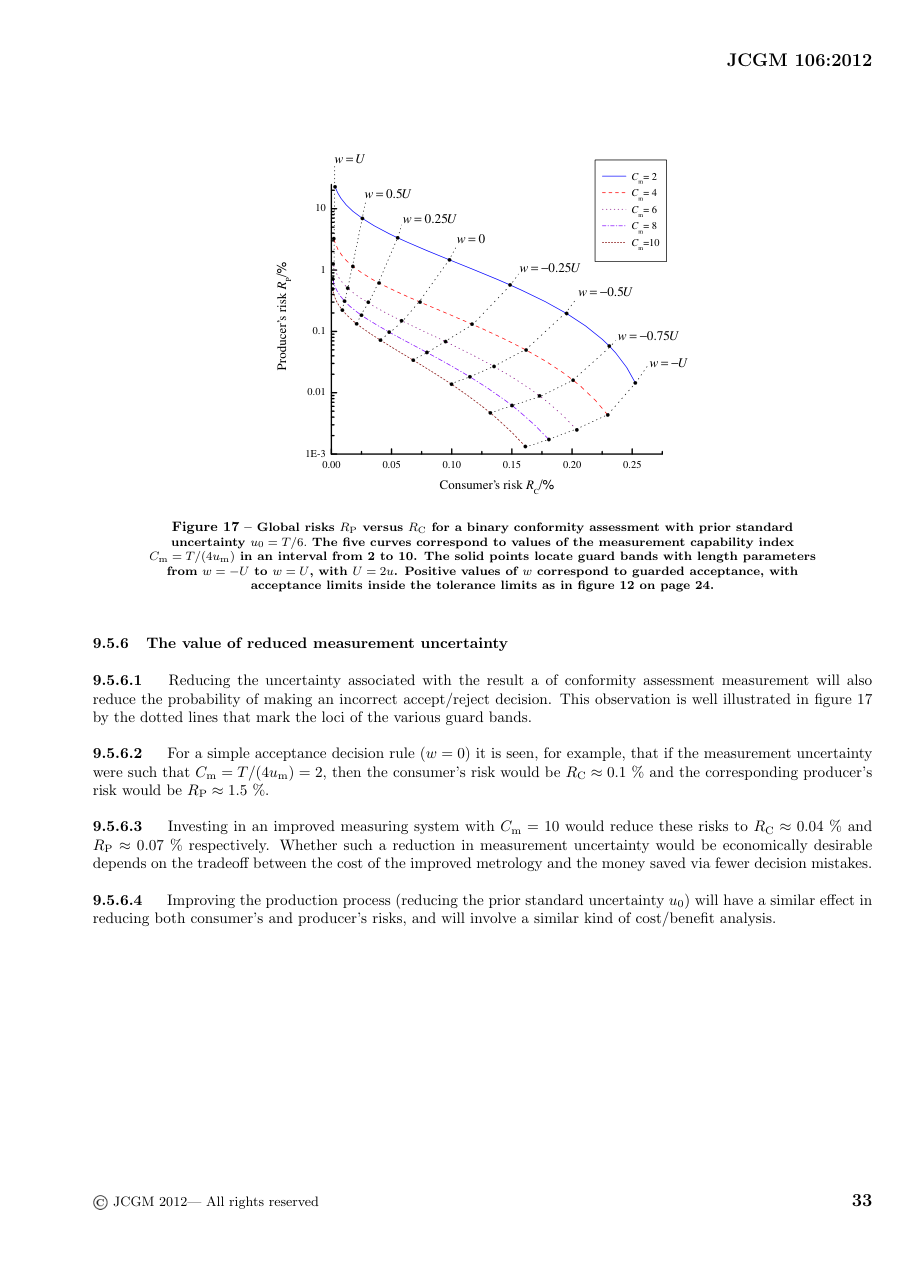 JCGM 106:2012
w = U
w = 0.5U
w = 0.25U
w = 0
w = −0.25U
w = −0.5U
w = −0.75U
w = −U
Cm= 2
Cm= 4
Cm= 6
Cm= 8
Cm=10
10
1
0.1
0.01
1E-3
Producer's risk RP/%
0.00 0.05 0.10 0.15 0.20 0.25
Consumer's risk RC/%
Figure 17 – Global risks RP versus RC for a binary conformity assessment with prior standard
uncertainty u0 = T/6. The five curves correspond to values of the measurement capability index
Cm = T/(4um) in an interval from 2 to 10. The solid points locate guard bands with length parameters
from w = −U to w = U, with U = 2u. Positive values of w correspond to guarded acceptance, with
acceptance limits inside the tolerance limits as in figure 12 on page 24.
9.5.6 The value of reduced measurement uncertainty
9.5.6.1 Reducing the uncertainty associated with the result a of conformity assessment measurement will also
reduce the probability of making an incorrect accept/reject decision. This observation is well illustrated in figure 17
by the dotted lines that mark the loci of the various guard bands.
9.5.6.2 For a simple acceptance decision rule (w = 0) it is seen, for example, that if the measurement uncertainty
were such that Cm = T/(4um) = 2, then the consumer's risk would be RC ≈ 0.1 % and the corresponding producer's
risk would be RP ≈ 1.5 %.
9.5.6.3 Investing in an improved measuring system with Cm = 10 would reduce these risks to RC ≈ 0.04 % and
RP ≈ 0.07 % respectively. Whether such a reduction in measurement uncertainty would be economically desirable
depends on the tradeoff between the cost of the improved metrology and the money saved via fewer decision mistakes.
9.5.6.4 Improving the production process (reducing the prior standard uncertainty u0) will have a similar effect in
reducing both consumer's and producer's risks, and will involve a similar kind of cost/benefit analysis.
© JCGM 2012— All rights reserved 33